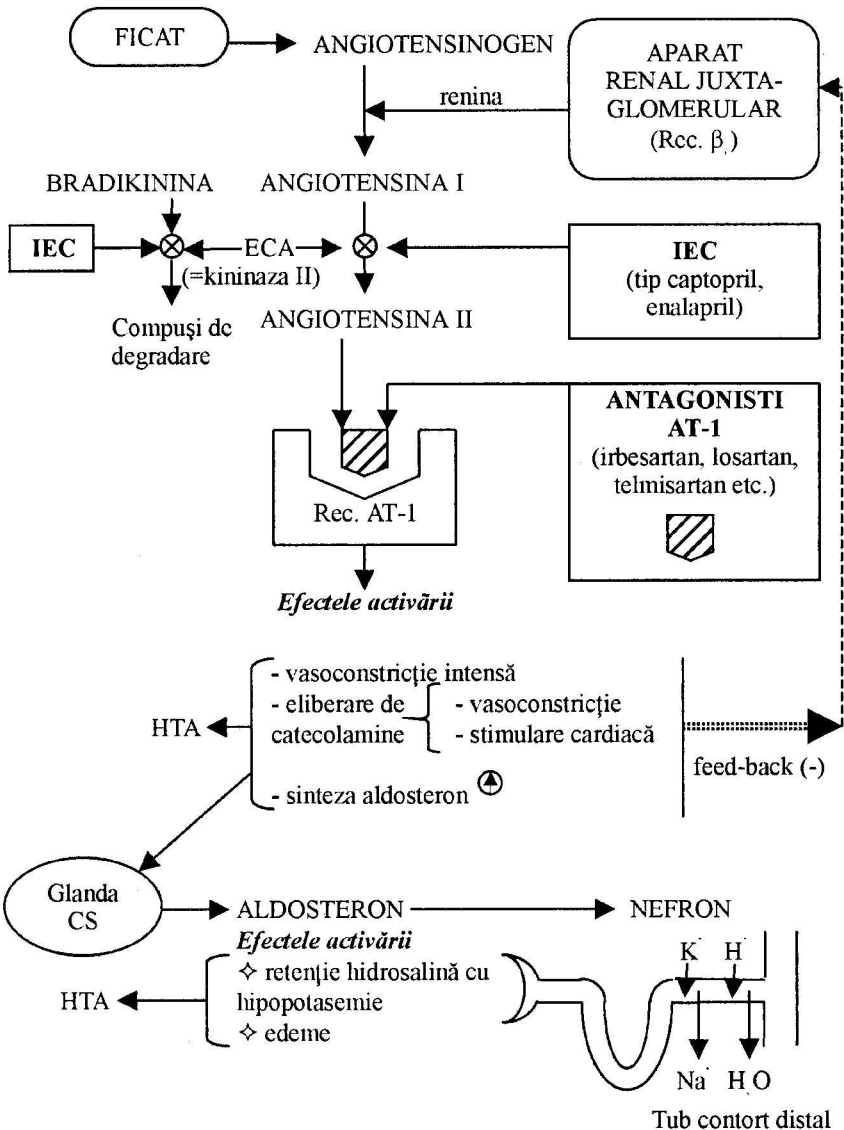 FICAT
ANGIOTENSINOGEN
APARAT
RENAL JUXTA-
GLOMERULAR
(Rec. β₁)
renina
BRADIKININA
ANGIOTENSINA I
IEC
ECA
(=kininaza II)
IEC
(tip captopril,
enalapril)
Compuşi de
degradare
ANGIOTENSINA II
ANTAGONISTI
AT-1
(irbesartan, losartan,
telmisartan etc.)
Rec. AT-1
Efectele activării
HTA
- vasoconstricţie intensă
- eliberare de
catecolamine
- vasoconstricţie
- stimulare cardiacă
- sinteza aldosteron
feed-back (-)
Glanda
CS
ALDOSTERON
NEFRON
Efectele activării
✧ retenţie hidrosalină cu
hipopotasemie
✧ edeme
HTA
K⁺ H⁺
Na⁺ H₂O
Tub contort distal